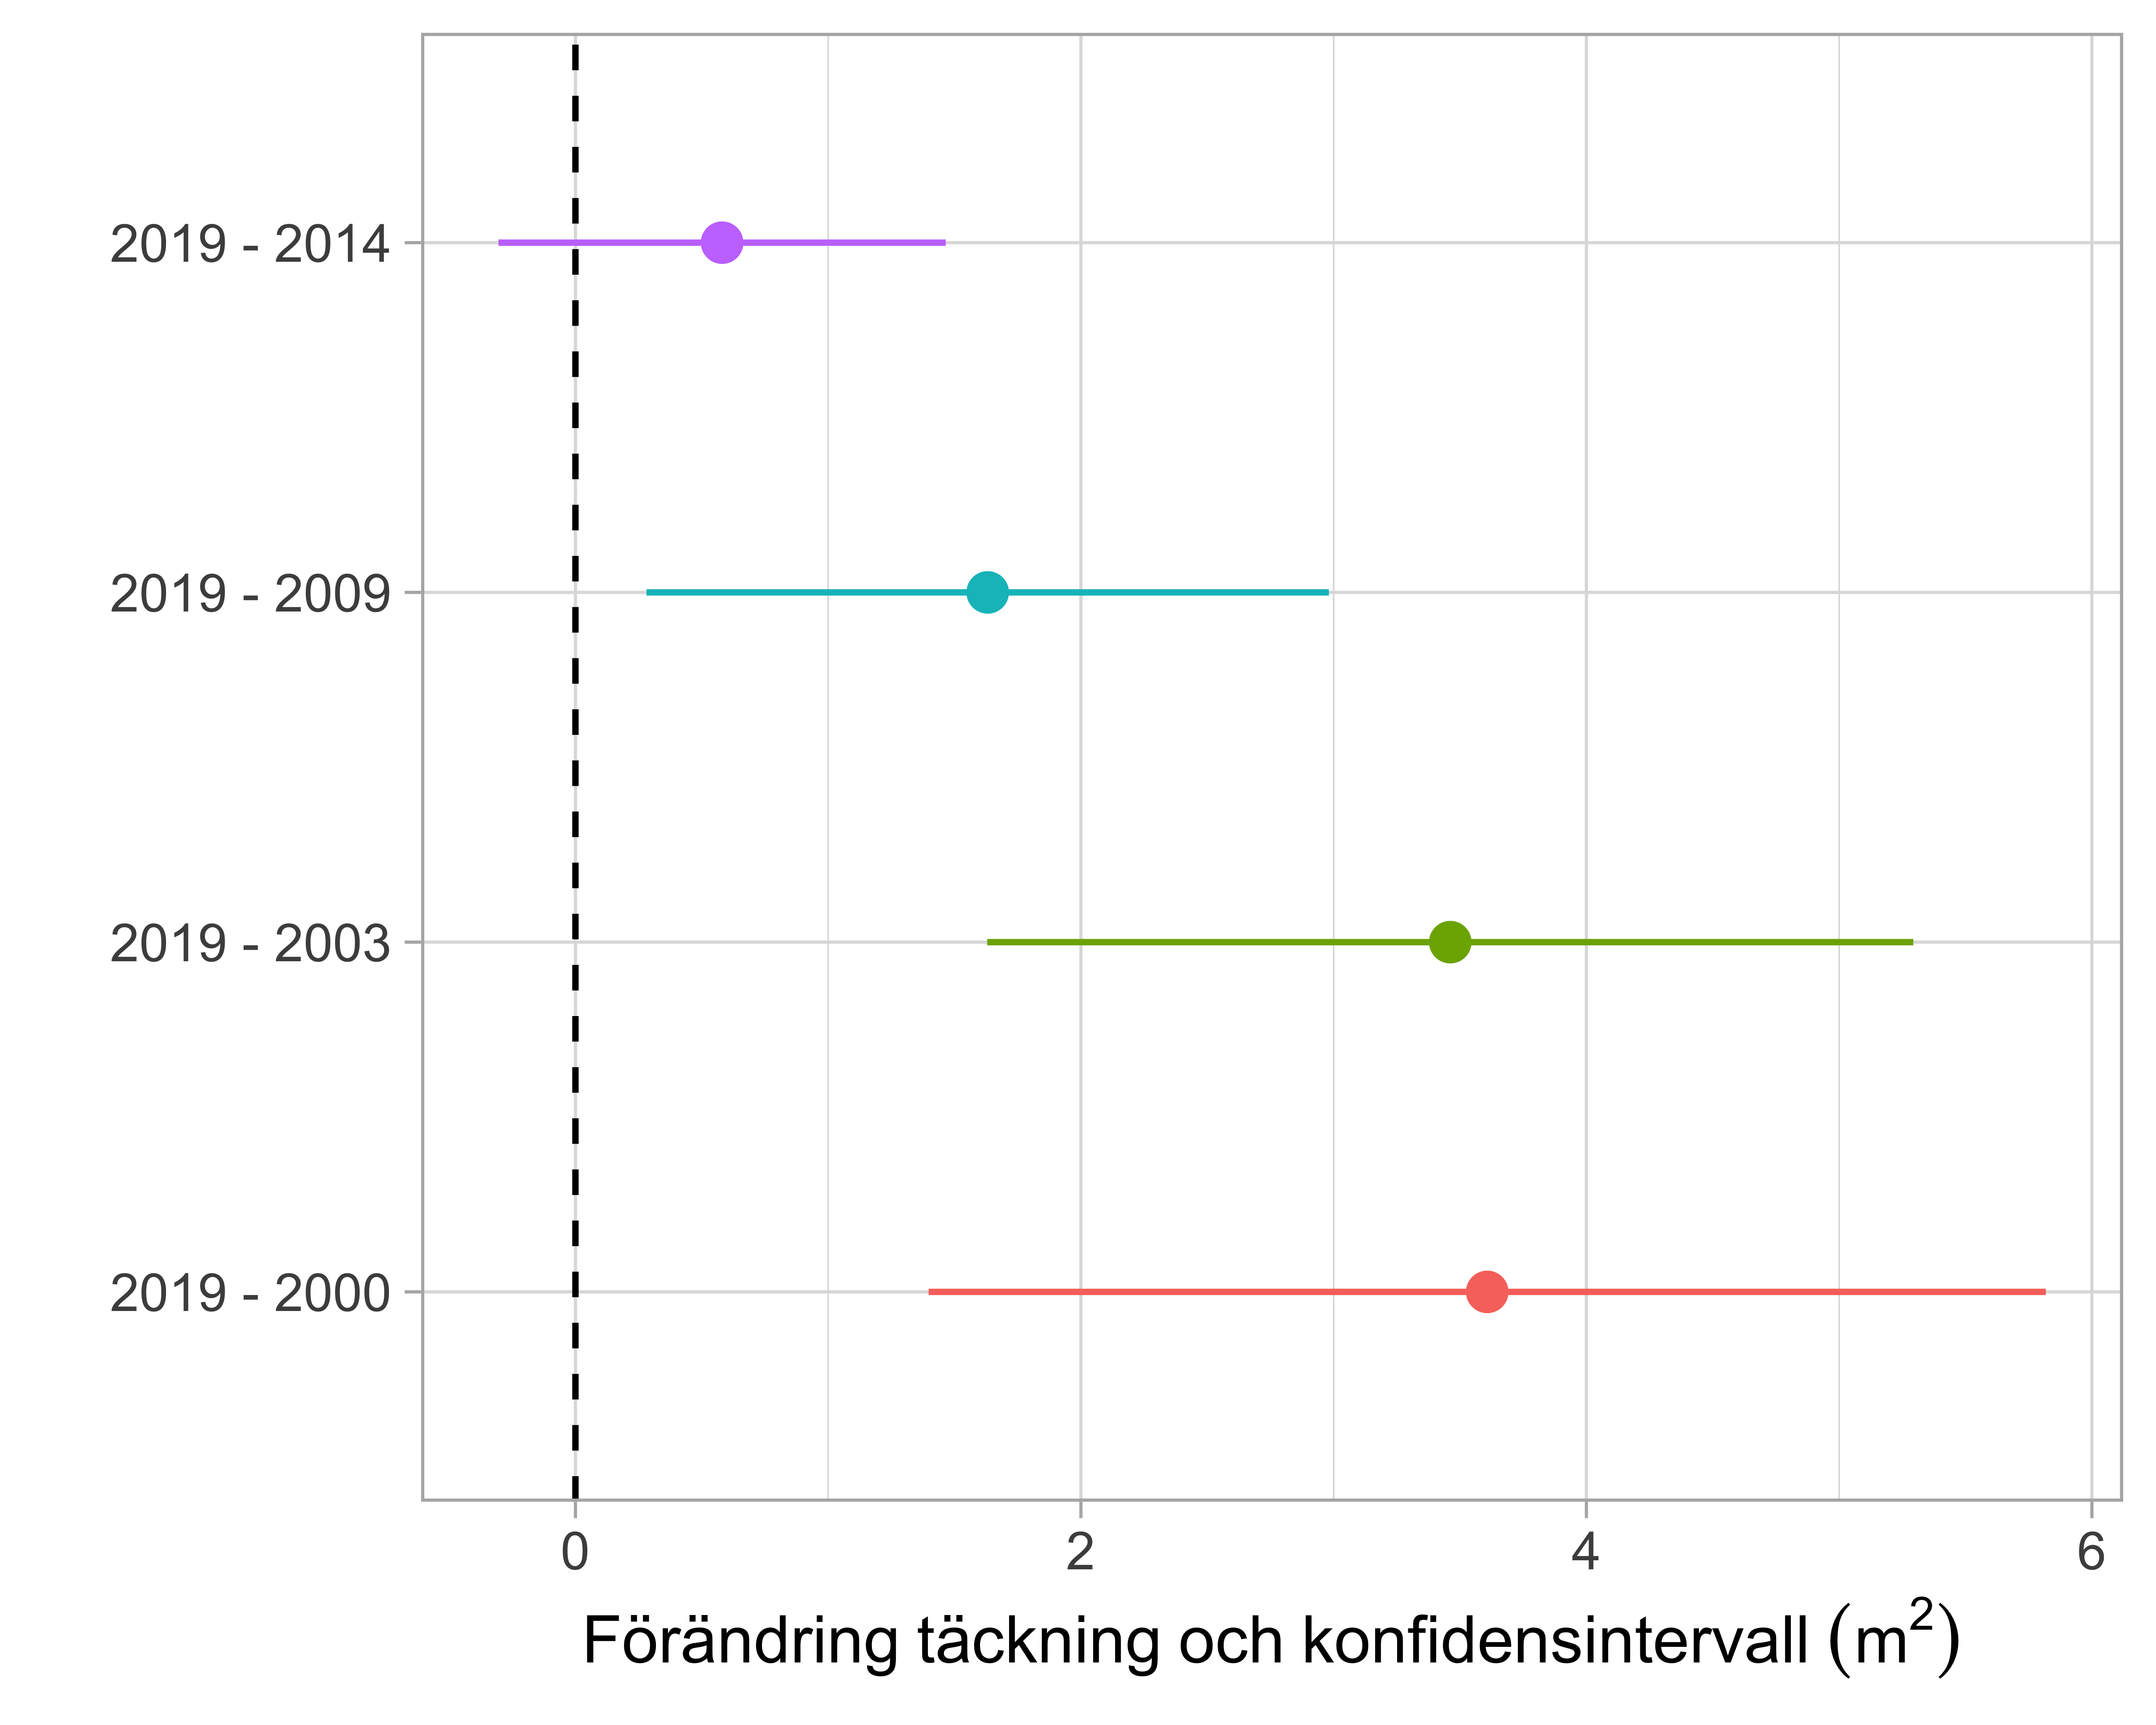 2019 - 2014
2019 - 2009
2019 - 2003
2019 - 2000
0 2 4 6
Förändring täckning och konfidensintervall (m²)